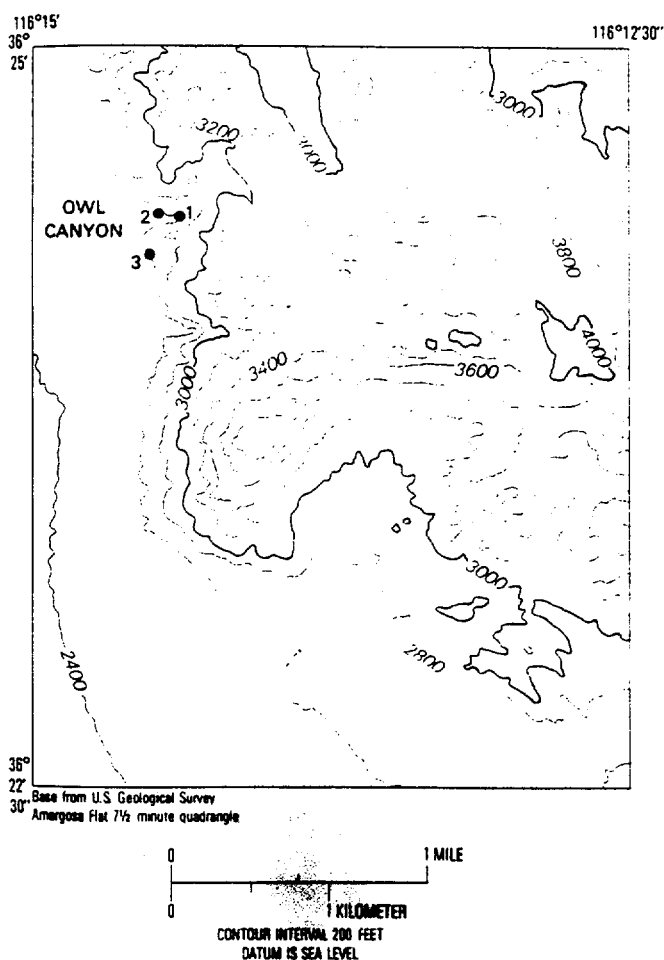 116°15'
116°12'30"
36°
25'
3200
3000
3000
OWL
CANYON
2
1
3
3800
4000
3400
3600
3000
3000
2800
2400
36°
22'
30"
Base from U.S. Geological Survey
Amargosa Flat 7½ minute quadrangle
0
1 MILE
0
1 KILOMETER
CONTOUR INTERVAL 200 FEET
DATUM IS SEA LEVEL